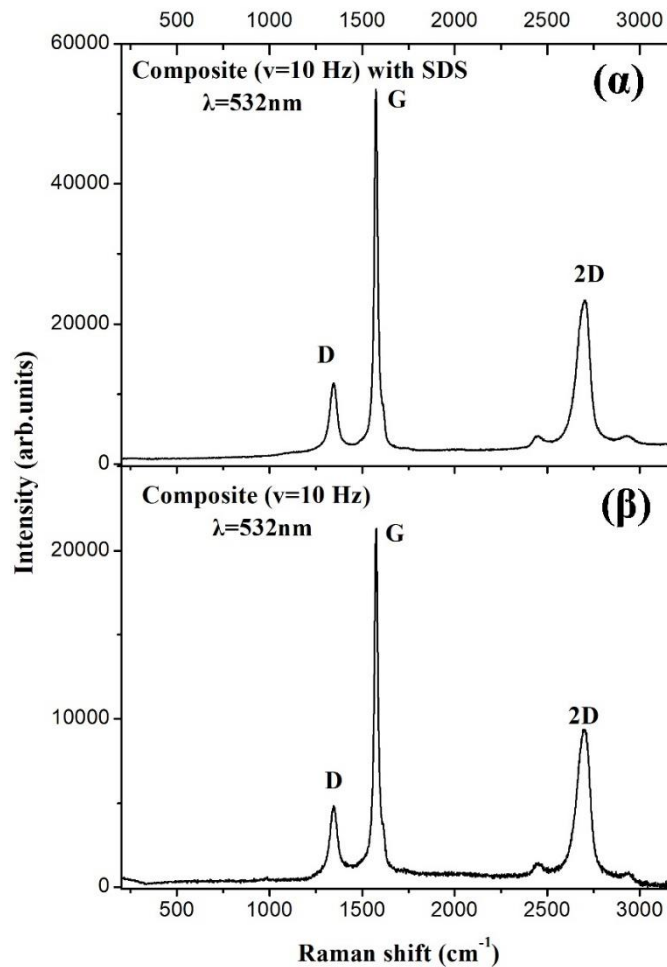 500 1000 1500 2000 2500 3000
60000
Composite (ν=10 Hz) with SDS
λ=532nm
(α)
G
40000
2D
20000
D
0
Composite (ν=10 Hz)
λ=532nm
(β)
G
20000
10000
2D
D
0
500 1000 1500 2000 2500 3000
Intensity (arb.units)
Raman shift (cm⁻¹)